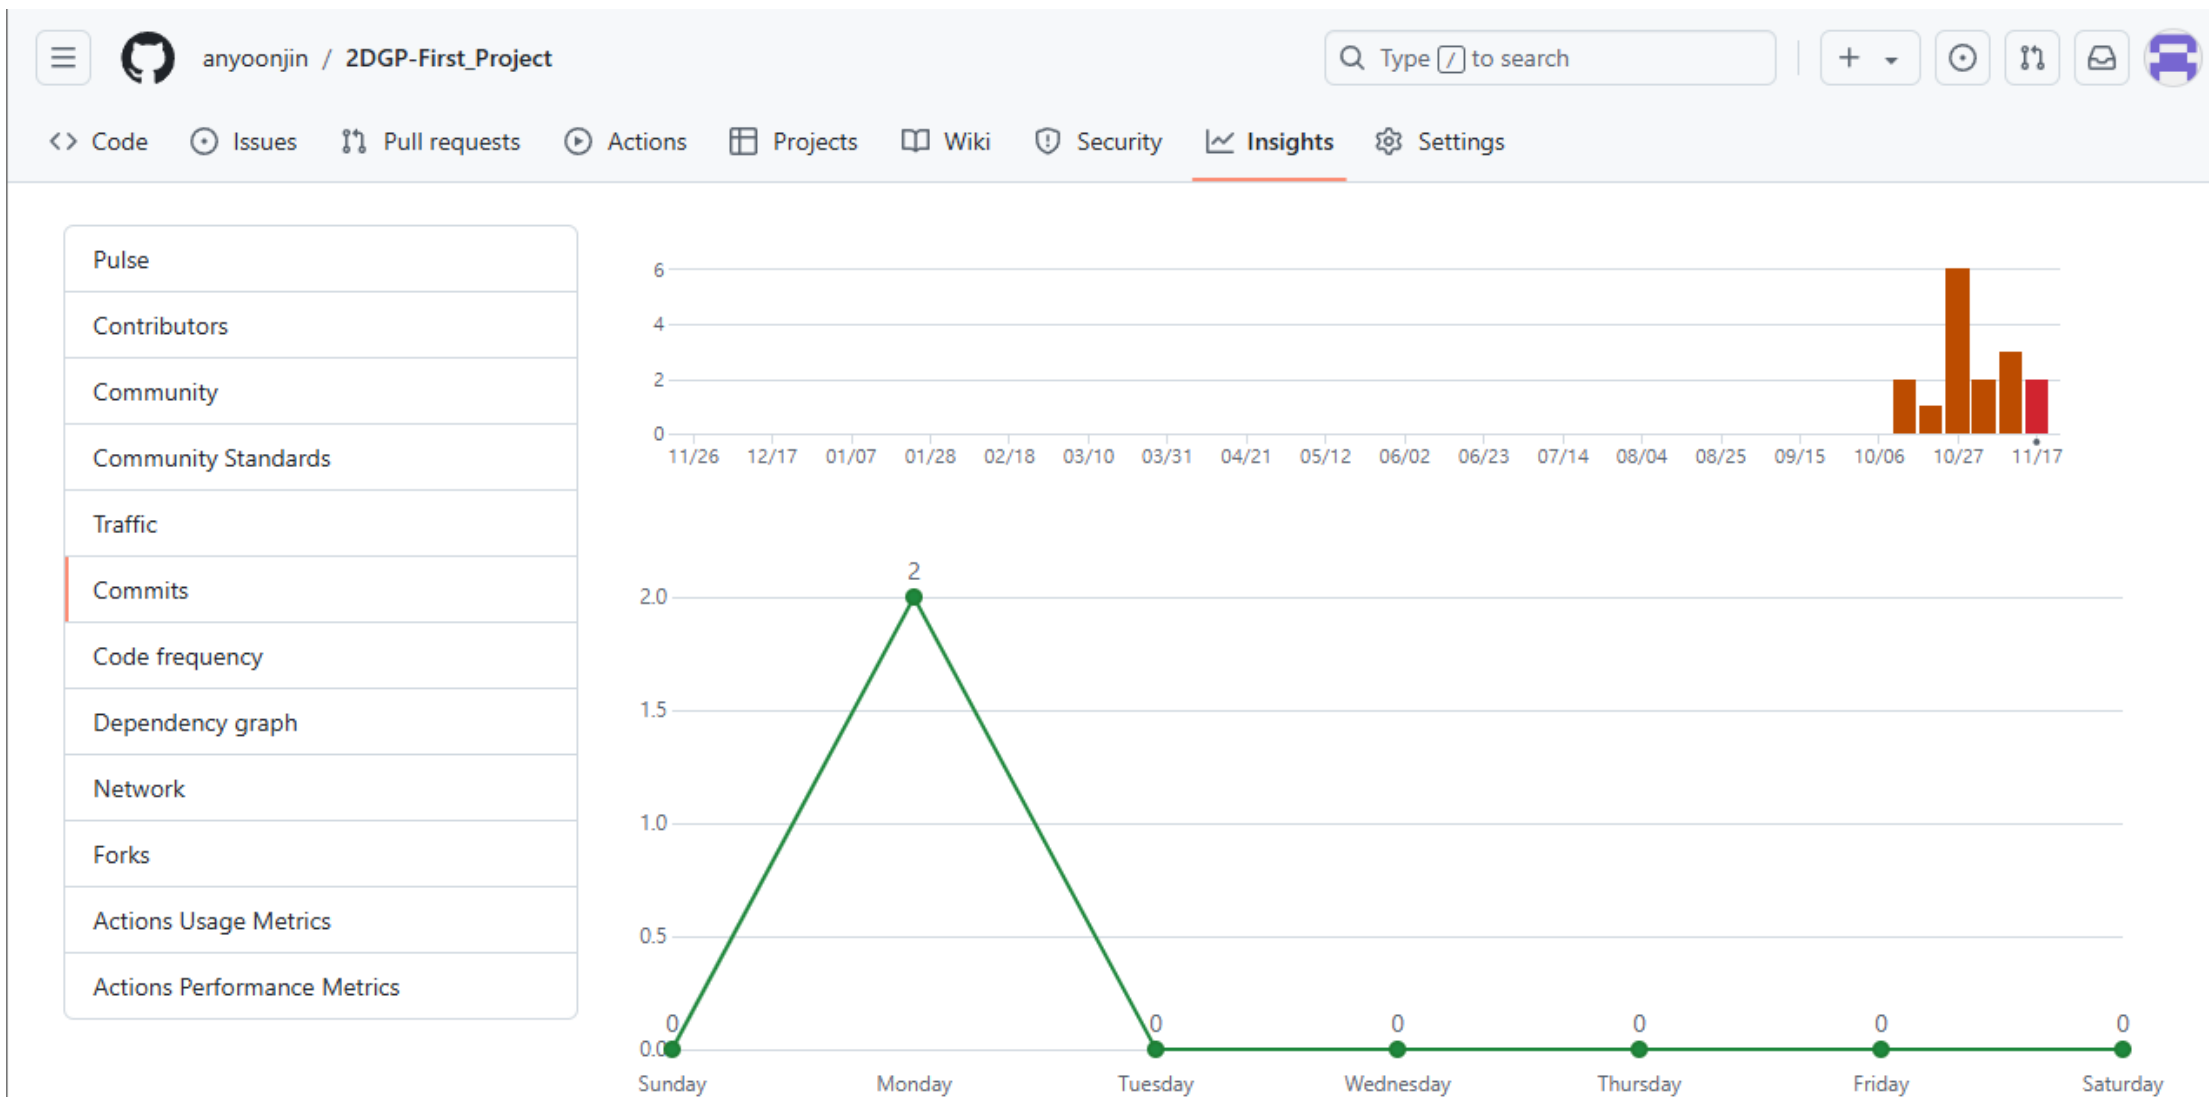 anyoonjin / 2DGP-First_Project
Type / to search
Code Issues Pull requests Actions Projects Wiki Security Insights Settings
Pulse
Contributors
Community
Community Standards
Traffic
Commits
Code frequency
Dependency graph
Network
Forks
Actions Usage Metrics
Actions Performance Metrics
6
4
2
0
11/26 12/17 01/07 01/28 02/18 03/10 03/31 04/21 05/12 06/02 06/23 07/14 08/04 08/25 09/15 10/06 10/27 11/17
2
2.0
1.5
1.0
0.5
0 0 0 0 0 0
0.0
Sunday Monday Tuesday Wednesday Thursday Friday Saturday